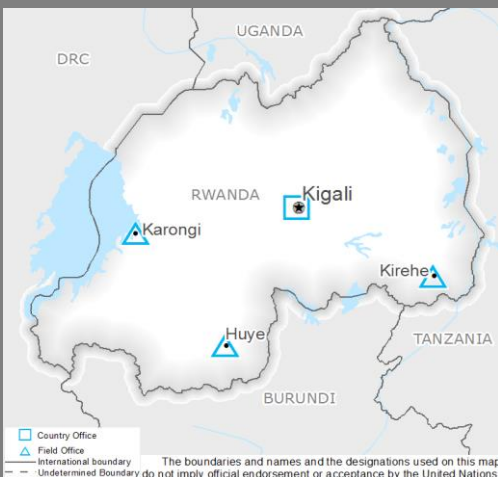 UGANDA
DRC
RWANDA
Kigali
Karongi
Kirehe
Huye
TANZANIA
BURUNDI
Country Office
Field Office
International boundary
Undetermined Boundary
The boundaries and names and the designations used on this map
do not imply official endorsement or acceptance by the United Nations